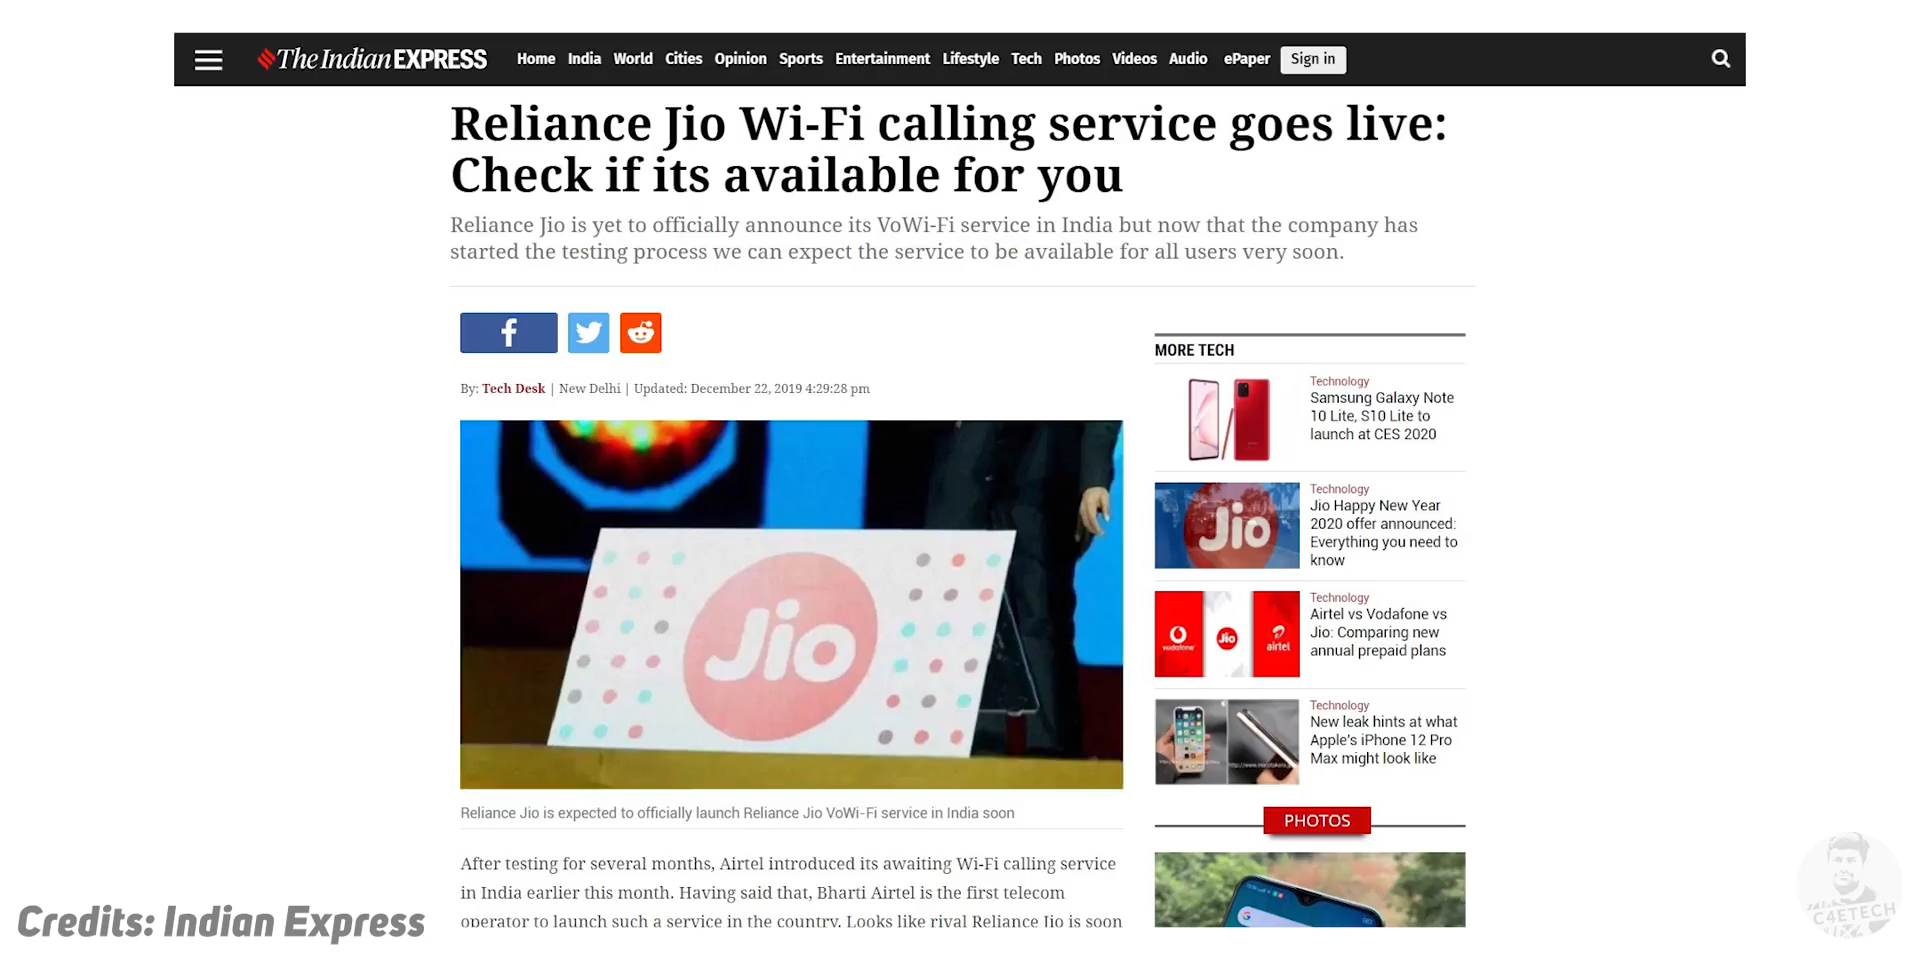 The Indian EXPRESS
Home India World Cities Opinion Sports Entertainment Lifestyle Tech Photos Videos Audio ePaper Sign in
Reliance Jio Wi-Fi calling service goes live:
Check if its available for you
Reliance Jio is yet to officially announce its VoWi-Fi service in India but now that the company has
started the testing process we can expect the service to be available for all users very soon.
By: Tech Desk | New Delhi | Updated: December 22, 2019 4:29:28 pm
Jio
Reliance Jio is expected to officially launch Reliance Jio VoWi-Fi service in India soon
After testing for several months, Airtel introduced its awaiting Wi-Fi calling service
in India earlier this month. Having said that, Bharti Airtel is the first telecom
operator to launch such a service in the country. Looks like rival Reliance Jio is soon
MORE TECH
Technology
Samsung Galaxy Note
10 Lite, S10 Lite to
launch at CES 2020
Jio
Technology
Jio Happy New Year
2020 offer announced:
Everything you need to
know
vodafone
Jio
airtel
Technology
Airtel vs Vodafone vs
Jio: Comparing new
annual prepaid plans
Technology
New leak hints at what
Apple's iPhone 12 Pro
Max might look like
PHOTOS
Credits: Indian Express
C4ETECH